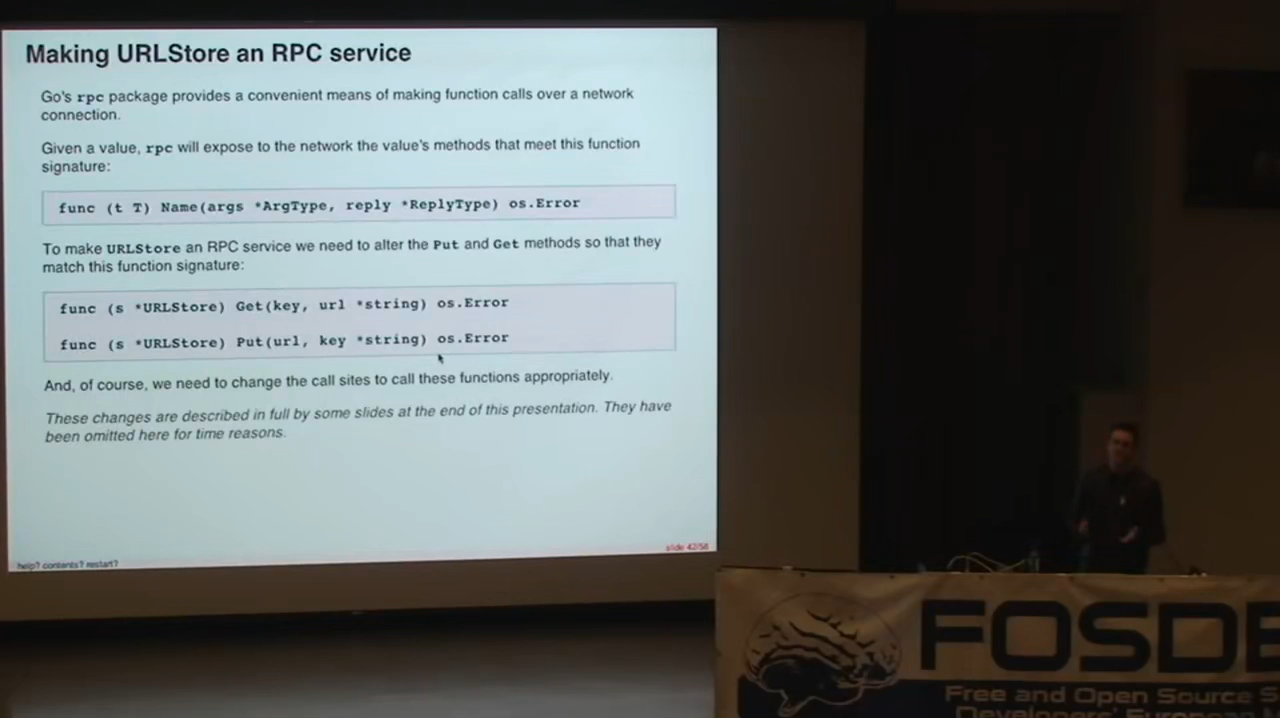 Making URLStore an RPC service
Go's rpc package provides a convenient means of making function calls over a network
connection.
Given a value, rpc will expose to the network the value's methods that meet this function
signature:
func (t T) Name(args *ArgType, reply *ReplyType) os.Error
To make URLStore an RPC service we need to alter the Put and Get methods so that they
match this function signature:
func (s *URLStore) Get(key, url *string) os.Error
func (s *URLStore) Put(url, key *string) os.Error
And, of course, we need to change the call sites to call these functions appropriately.
These changes are described in full by some slides at the end of this presentation. They have
been omitted here for time reasons.
slide 42/58
help? contents? restart?
FOSDE
Free and Open Source S
Developers' European